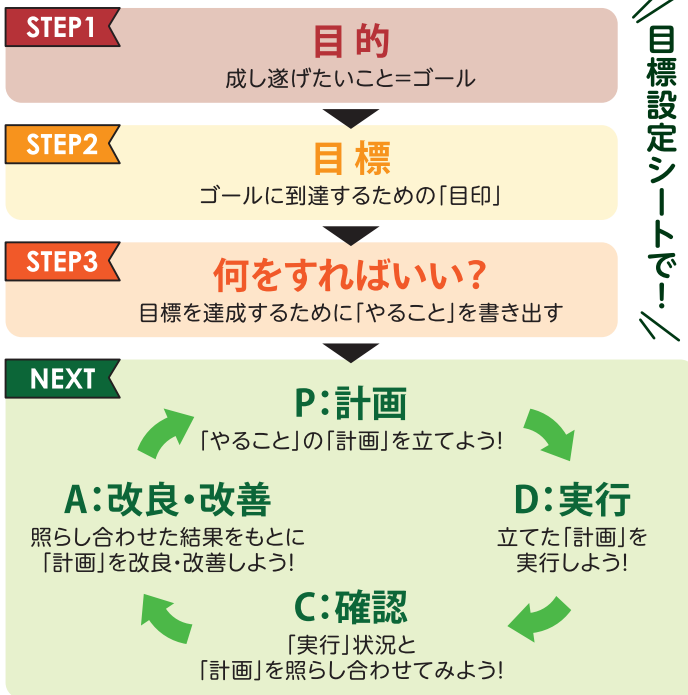 STEP1
目的
成し遂げたいこと=ゴール
STEP2
目標
ゴールに到達するための「目印」
STEP3
何をすればいい?
目標を達成するために「やること」を書き出す
目標設定シートで!
NEXT
P:計画
「やること」の「計画」を立てよう!
D:実行
立てた「計画」を
実行しよう!
C:確認
「実行」状況と
「計画」を照らし合わせてみよう!
A:改良・改善
照らし合わせた結果をもとに
「計画」を改良・改善しよう!